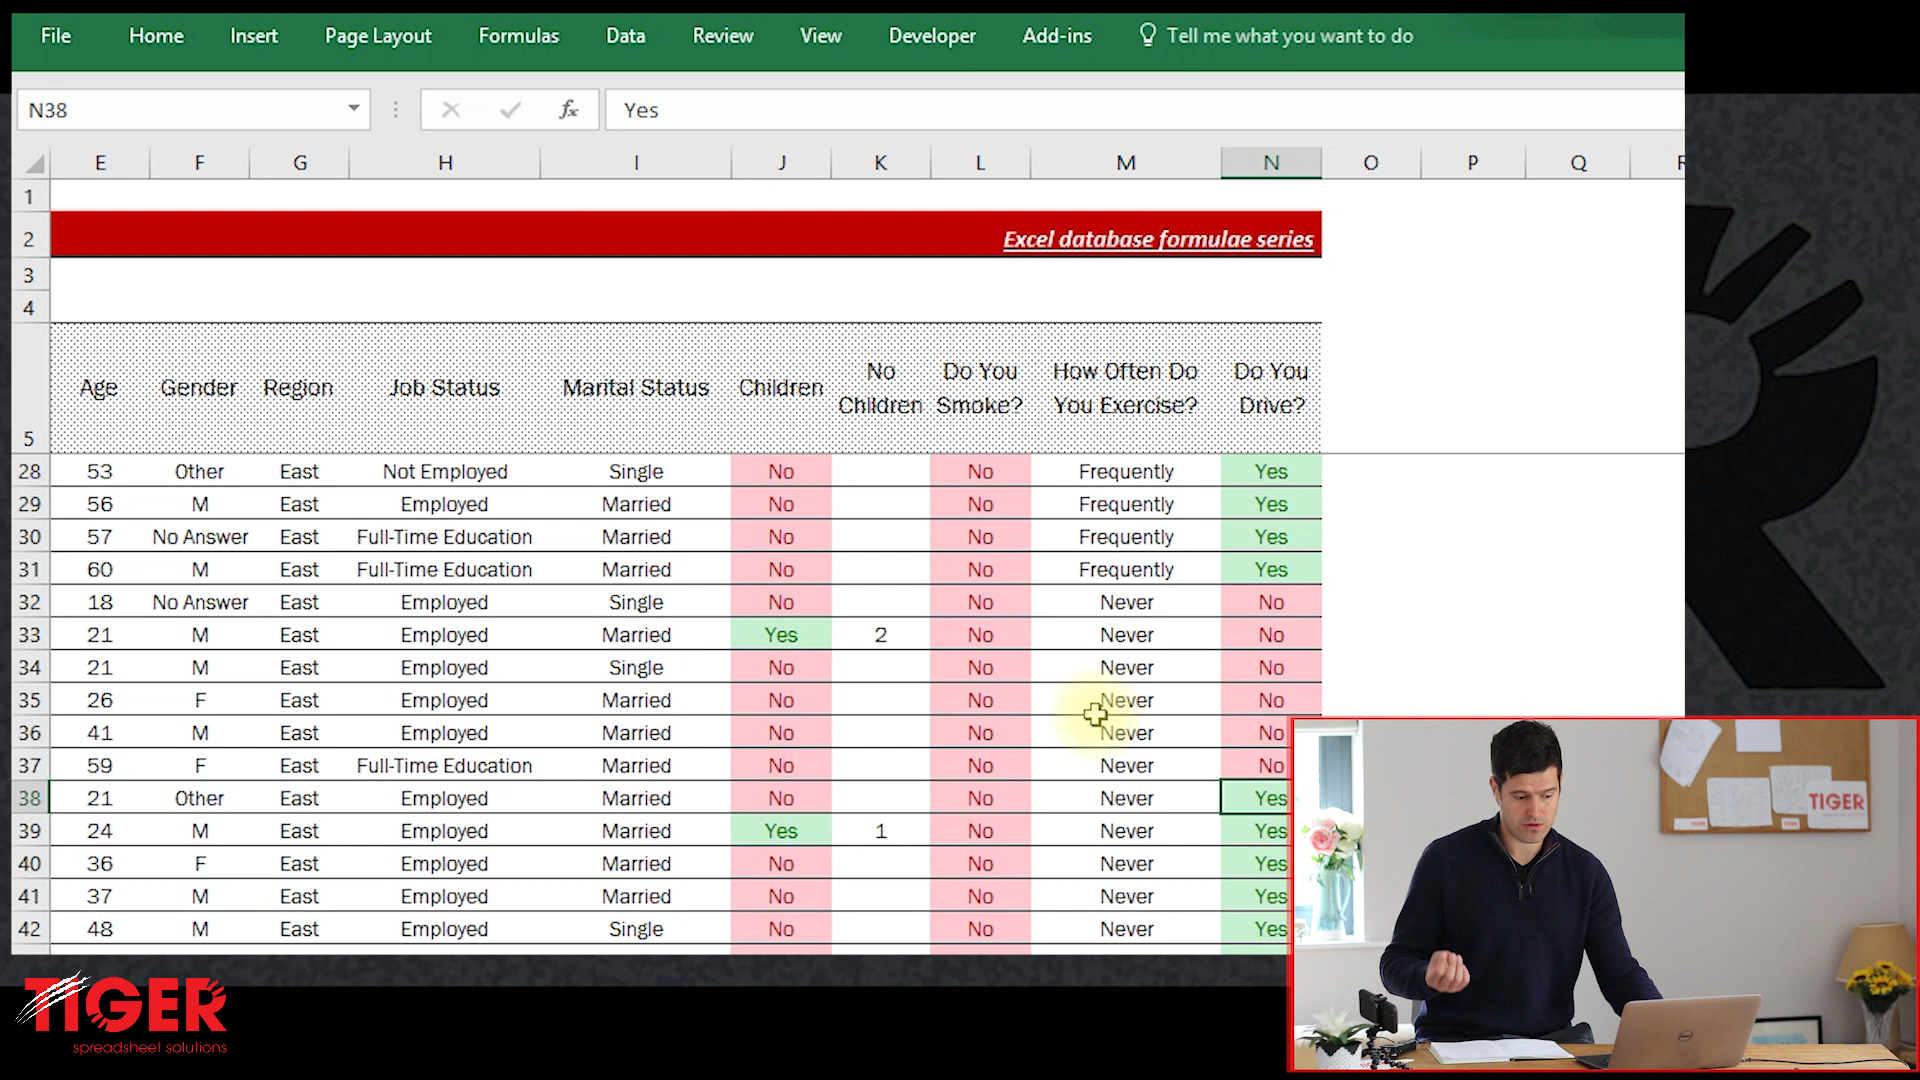 File Home Insert Page Layout Formulas Data Review View Developer Add-ins Tell me what you want to do
N38 fx Yes
E F G H I J K L M N O P Q R
1
2 Excel database formulae series
3
4
5 Age Gender Region Job Status Marital Status Children No Children Do You Smoke? How Often Do You Exercise? Do You Drive?
28 53 Other East Not Employed Single No No Frequently Yes
29 56 M East Employed Married No No Frequently Yes
30 57 No Answer East Full-Time Education Married No No Frequently Yes
31 60 M East Full-Time Education Married No No Frequently Yes
32 18 No Answer East Employed Single No No Never No
33 21 M East Employed Married Yes 2 No Never No
34 21 M East Employed Single No No Never No
35 26 F East Employed Married No No Never No
36 41 M East Employed Married No No Never No
37 59 F East Full-Time Education Married No No Never No
38 21 Other East Employed Married No No Never Yes
39 24 M East Employed Married Yes 1 No Never Yes
40 36 F East Employed Married No No Never Yes
41 37 M East Employed Married No No Never Yes
42 48 M East Employed Single No No Never Yes
TIGER
TIGER
spreadsheet solutions